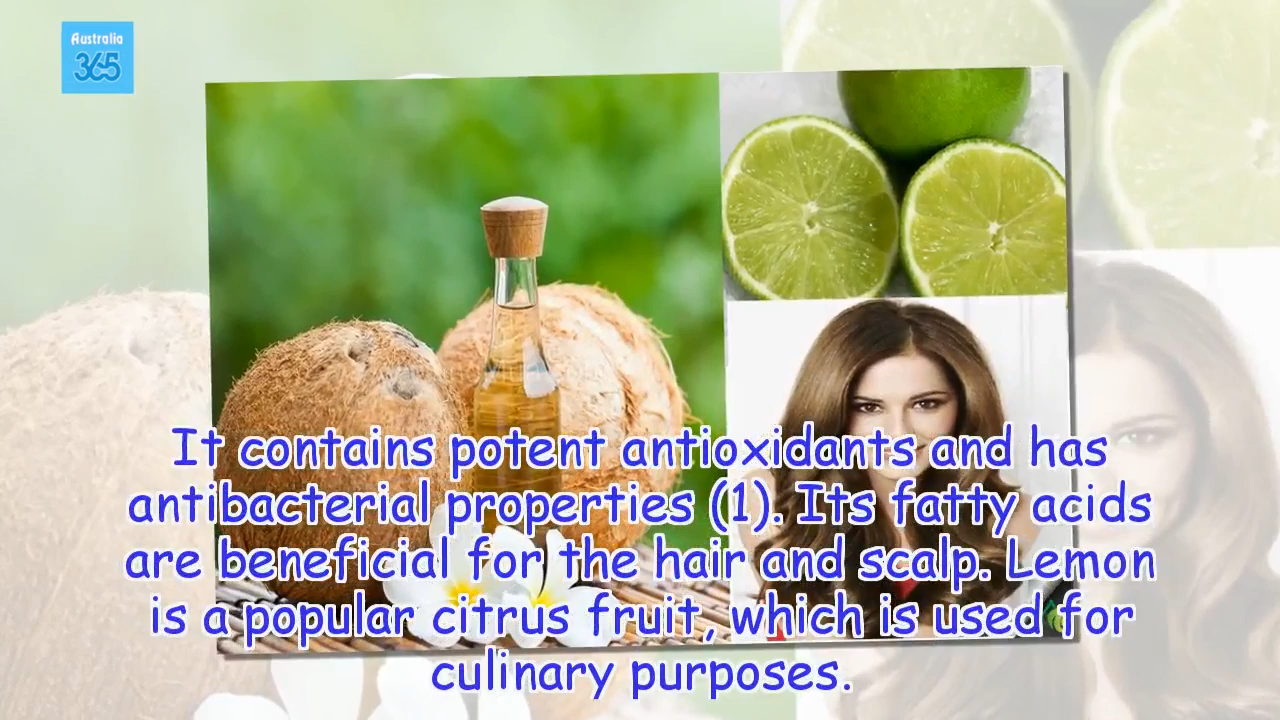 Australia
365
It contains potent antioxidants and has
antibacterial properties (1). Its fatty acids
are beneficial for the hair and scalp. Lemon
is a popular citrus fruit, which is used for
culinary purposes.